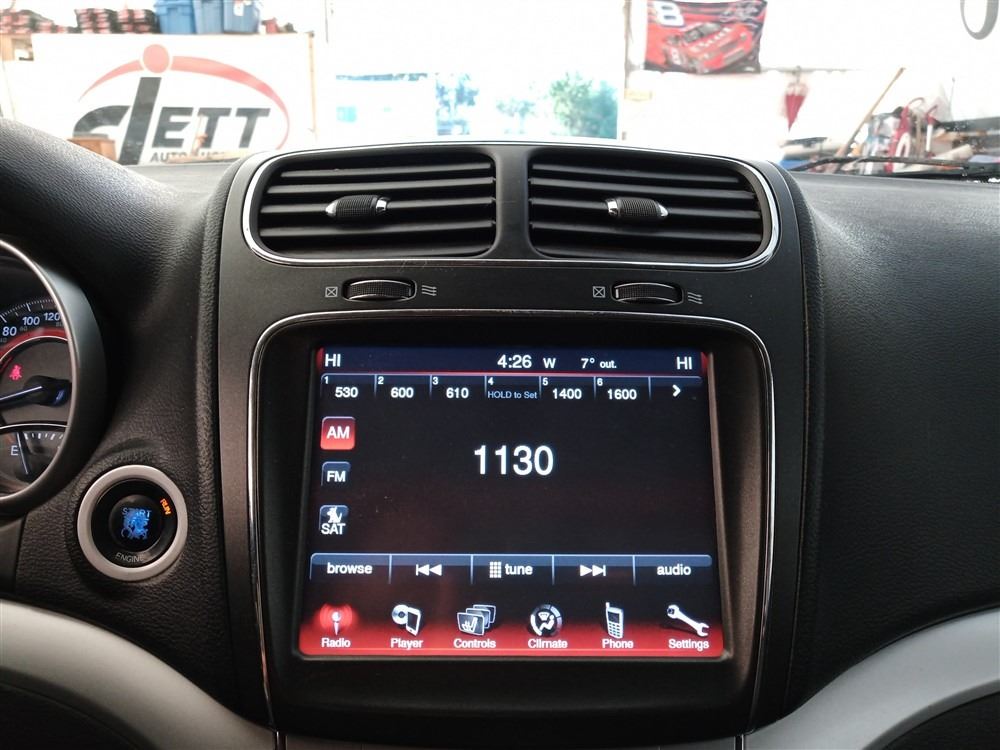 8
JETT
AUTO
HI 4:26 W 7° out. HI
1 530 2 600 3 610 4 HOLD to Set 5 1400 6 1600
AM
1130
FM
SAT
browse tune audio
Radio Player Controls Climate Phone Settings
80 100 120
E
START
ENGINE
RUN